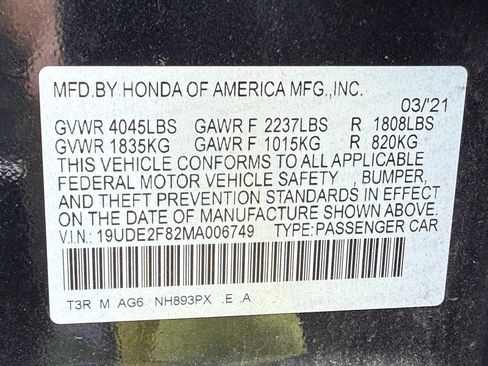 MFD.BY HONDA OF AMERICA MFG.,INC.
03/'21
GVWR 4045LBS GAWR F 2237LBS R 1808LBS
GVWR 1835KG GAWR F 1015KG R 820KG
THIS VEHICLE CONFORMS TO ALL APPLICABLE
FEDERAL MOTOR VEHICLE SAFETY , BUMPER,
AND THEFT PREVENTION STANDARDS IN EFFECT
ON THE DATE OF MANUFACTURE SHOWN ABOVE.
V.I.N.: 19UDE2F82MA006749 TYPE:PASSENGER CAR
T3R M AG6 NH893PX .E .A